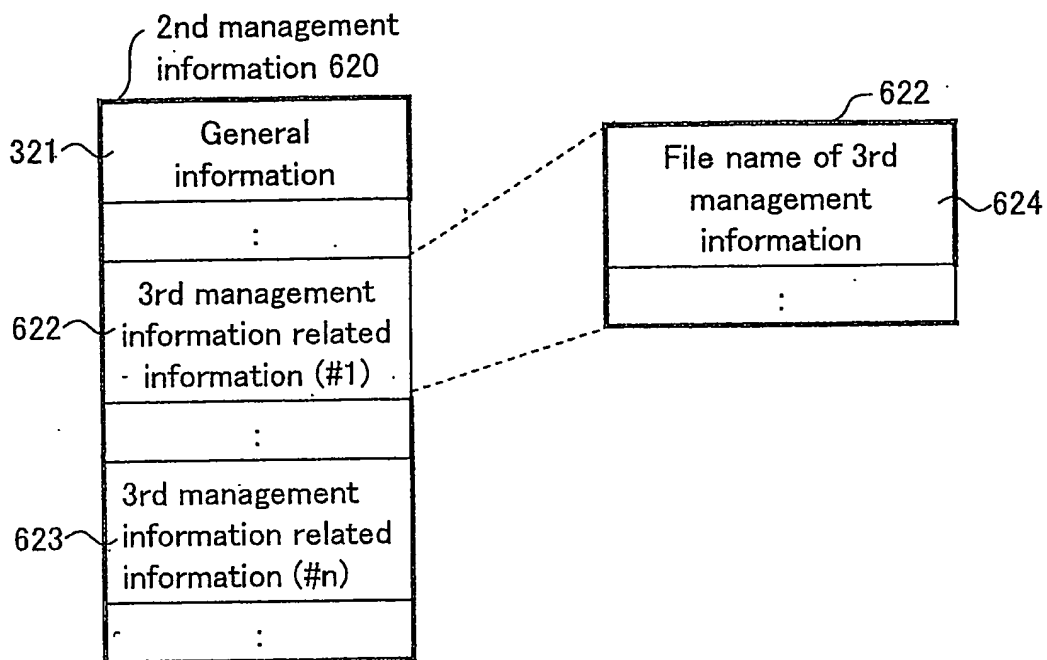 2nd management
information 620
321
General
information
:
622
3rd management
information related
information (#1)
:
623
3rd management
information related
information (#n)
:
622
File name of 3rd
management
information
624
: